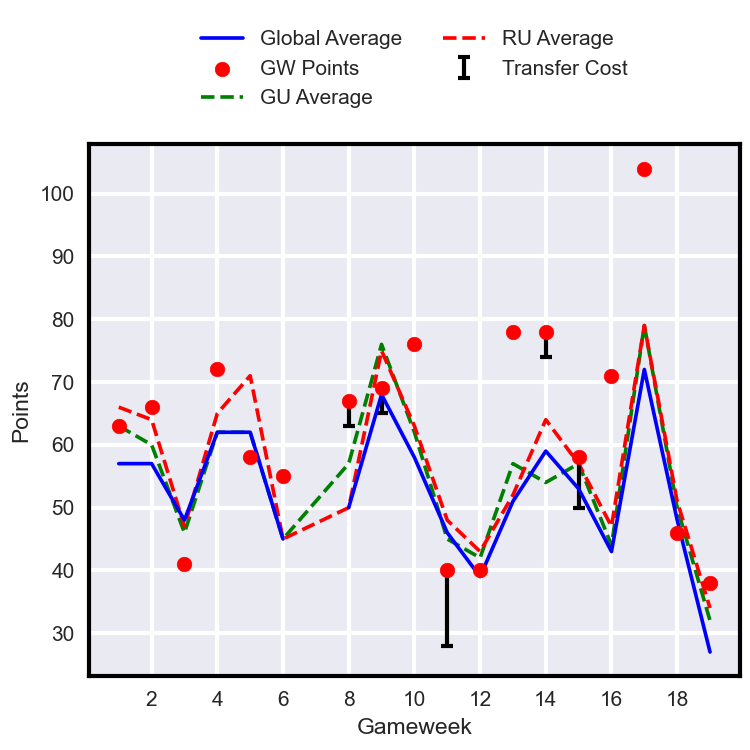 Global Average
GW Points
GU Average
RU Average
Transfer Cost
100
90
80
70
60
50
40
30
Points
2 4 6 8 10 12 14 16 18
Gameweek